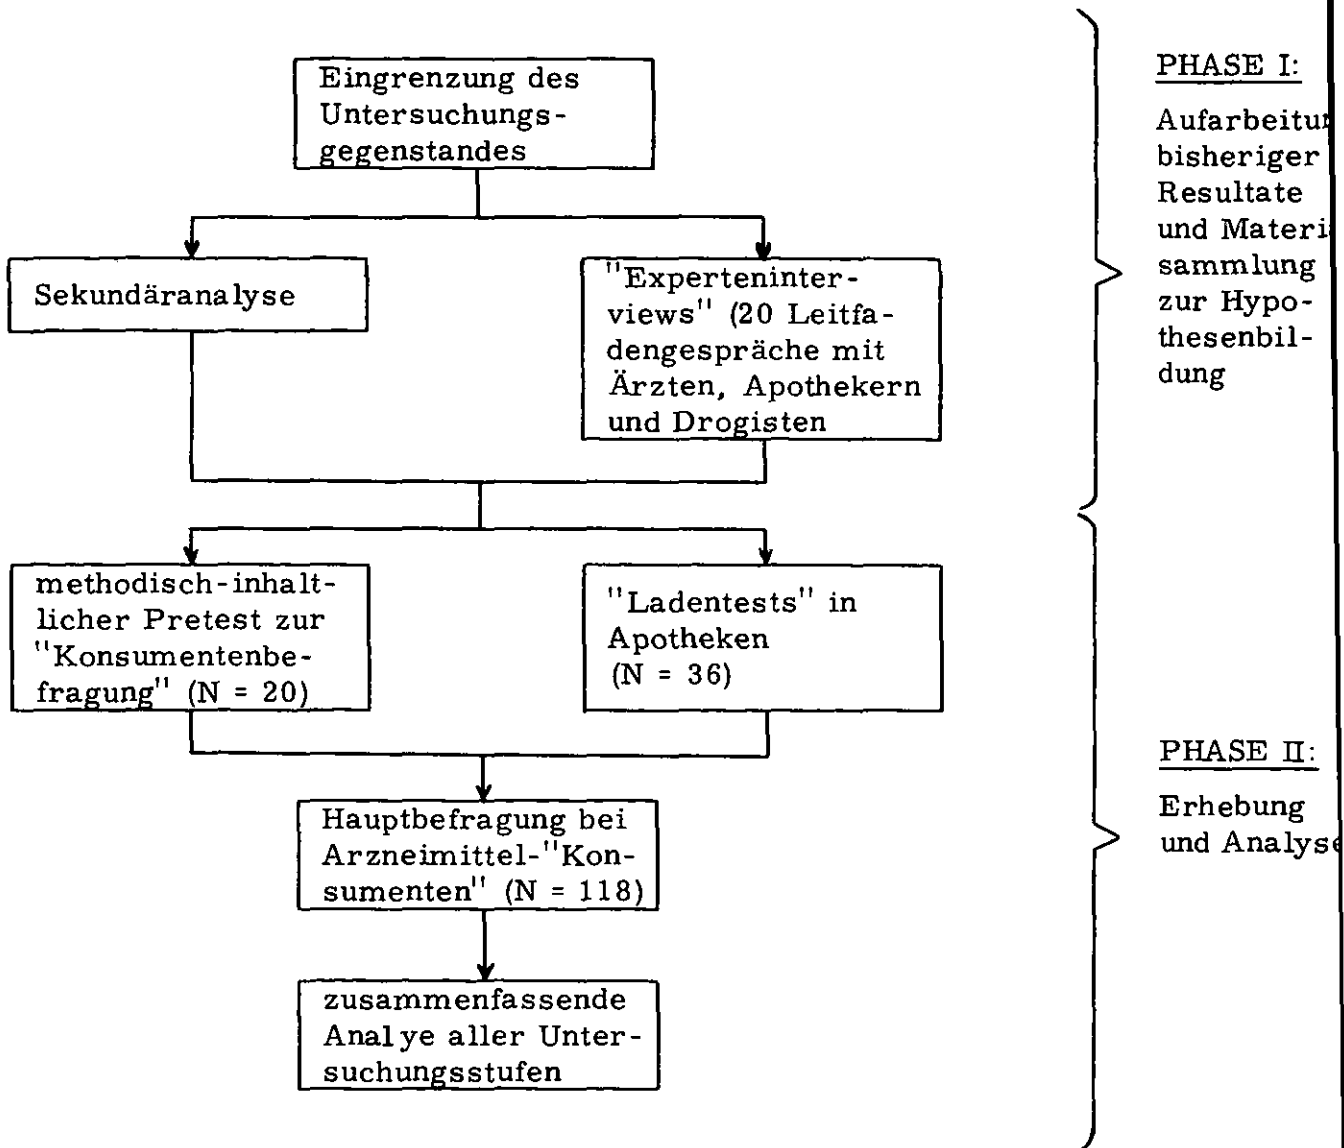 Eingrenzung des
Untersuchungs-
gegenstandes
Sekundäranalyse
"Experteninter-
views" (20 Leitfa-
dengespräche mit
Ärzten, Apothekern
und Drogisten
PHASE I:
bisheriger
Resultate
und
sammlung
zur Hypo-
thesenbil-
dung
methodisch-inhalt-
licher Pretest zur
"Konsumentenbe-
fragung" (N = 20)
"Ladentests" in
Apotheken
(N = 36)
Hauptbefragung bei
Arzneimittel-"Kon-
sumenten" (N = 118)
zusammenfassende
Analye aller Unter-
suchungsstufen
PHASE II:
Erhebung
und Analyse